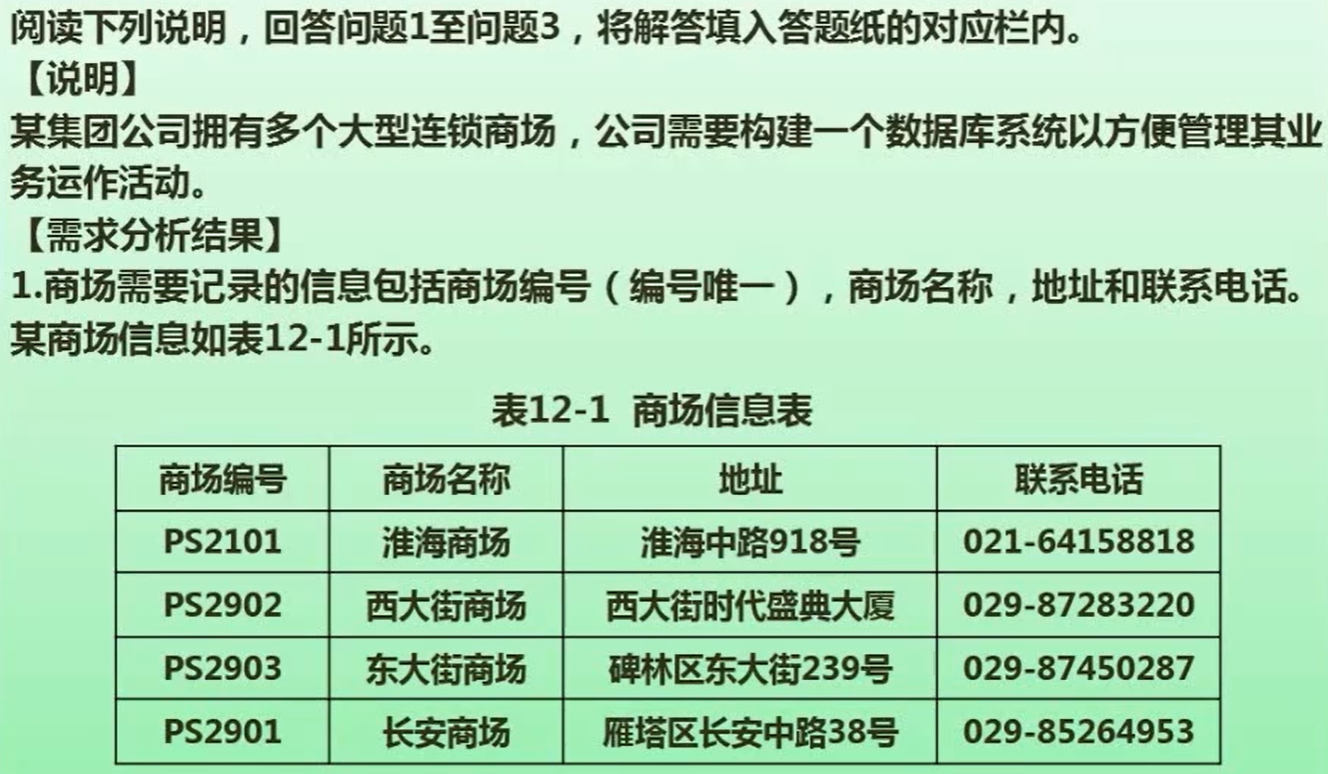 阅读下列说明，回答问题1至问题3，将解答填入答题纸的对应栏内。
【说明】
某集团公司拥有多个大型连锁商场，公司需要构建一个数据库系统以方便管理其业
务运作活动。
【需求分析结果】
1.商场需要记录的信息包括商场编号（编号唯一），商场名称，地址和联系电话。
某商场信息如表12-1所示。
表12-1 商场信息表
商场编号 商场名称 地址 联系电话
PS2101 淮海商场 淮海中路918号 021-64158818
PS2902 西大街商场 西大街时代盛典大厦 029-87283220
PS2903 东大街商场 碑林区东大街239号 029-87450287
PS2901 长安商场 雁塔区长安中路38号 029-85264953